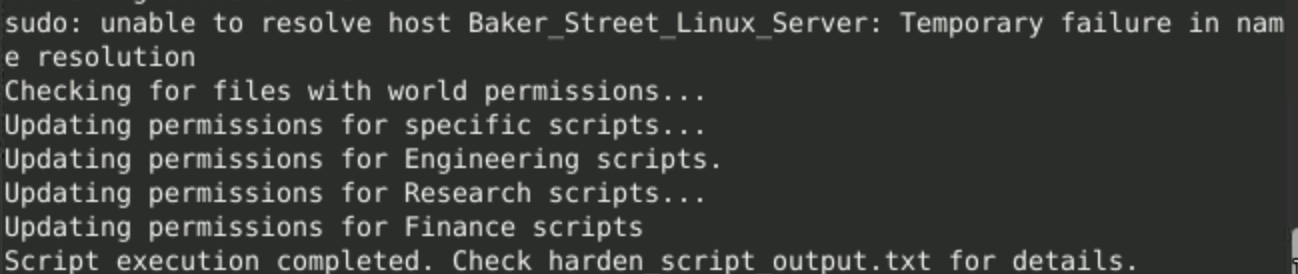 sudo: unable to resolve host Baker_Street_Linux_Server: Temporary failure in nam
e resolution
Checking for files with world permissions...
Updating permissions for specific scripts...
Updating permissions for Engineering scripts.
Updating permissions for Research scripts...
Updating permissions for Finance scripts
Script execution completed. Check harden script output.txt for details.